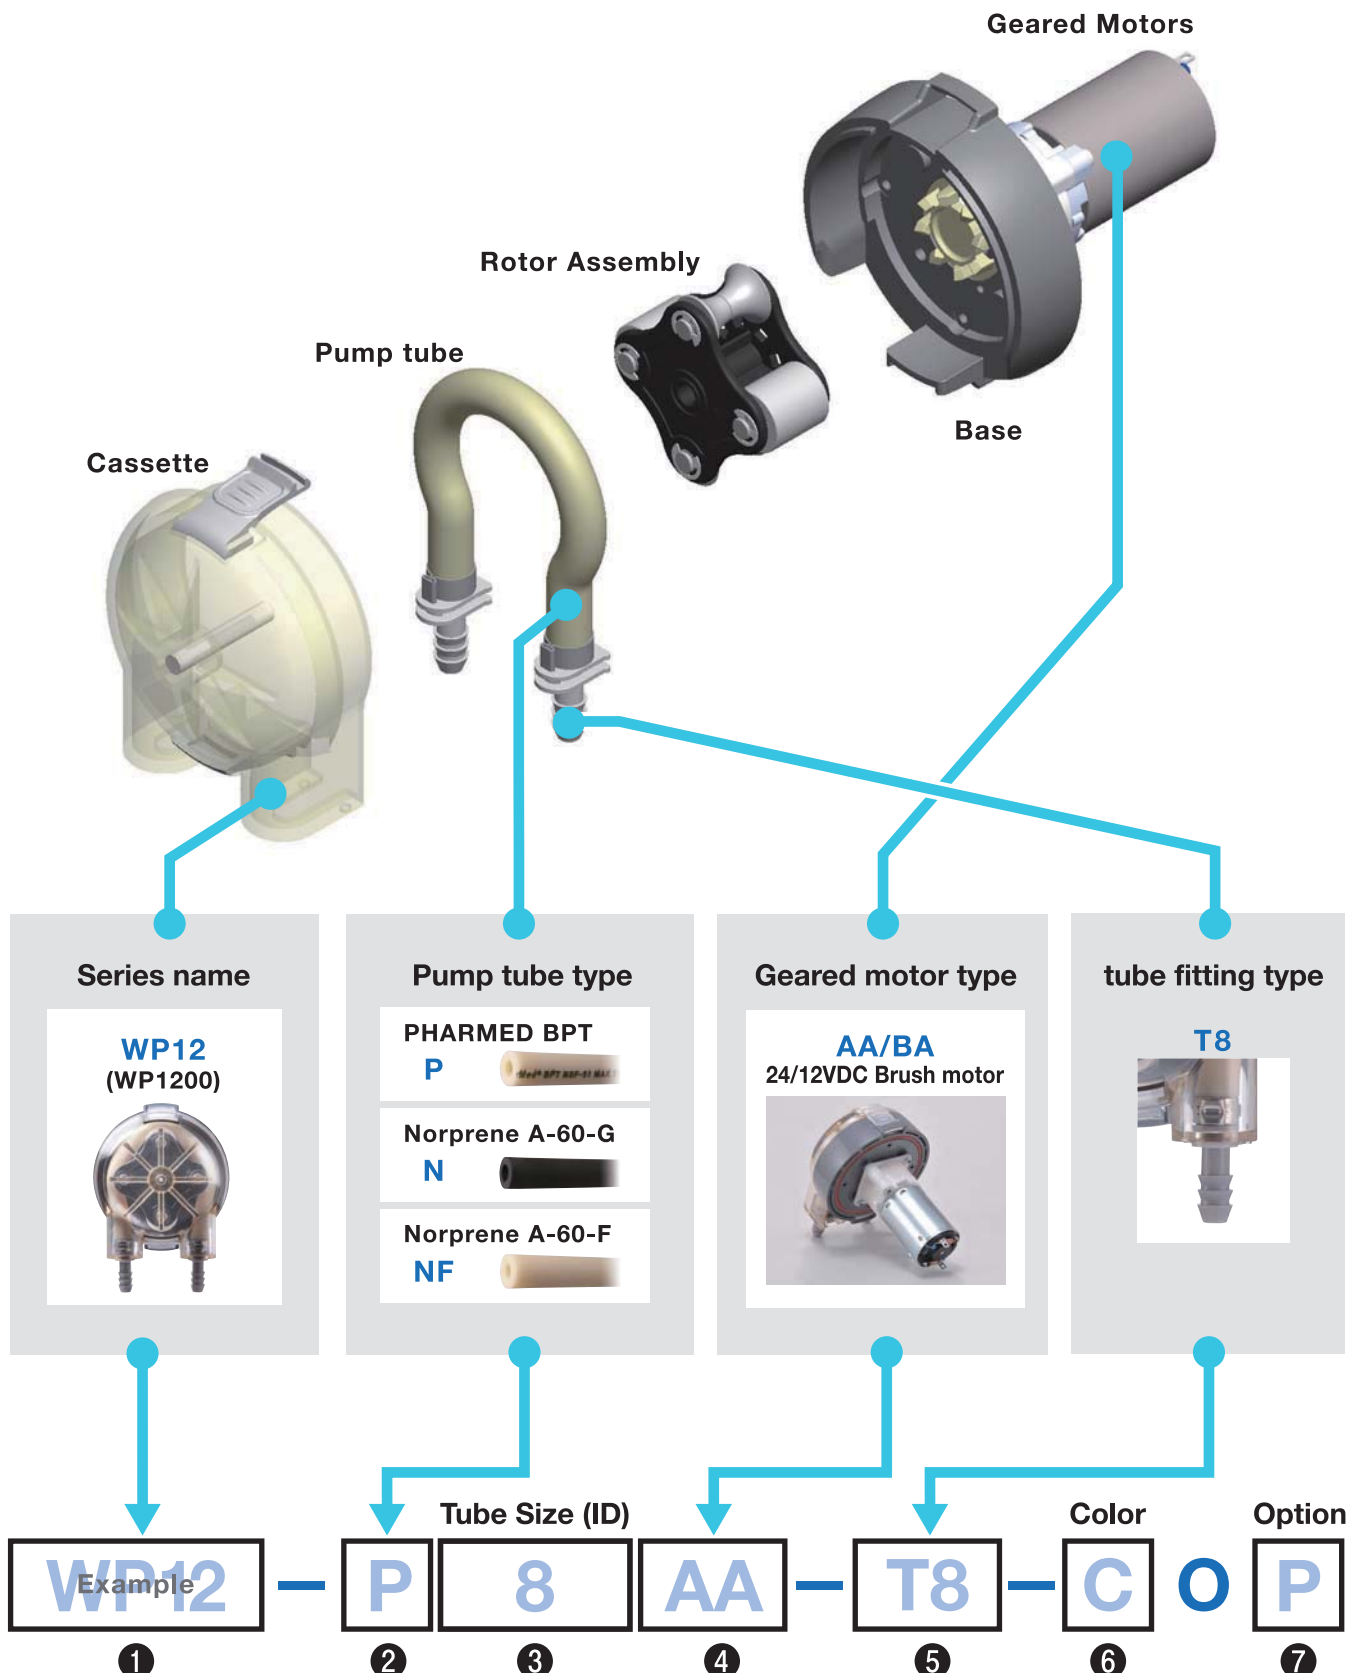 Geared Motors
Rotor Assembly
Pump tube
Base
Cassette
Series name
WP12
(WP1200)
Pump tube type
PHARMED BPT
P
Norprene A-60-G
N
Norprene A-60-F
NF
Geared motor type
AA/BA
24/12VDC Brush motor
tube fitting type
T8
Tube Size (ID)
Color
Option
WP12 – P 8 AA – T8 – C O P
Example
1 2 3 4 5 6 7